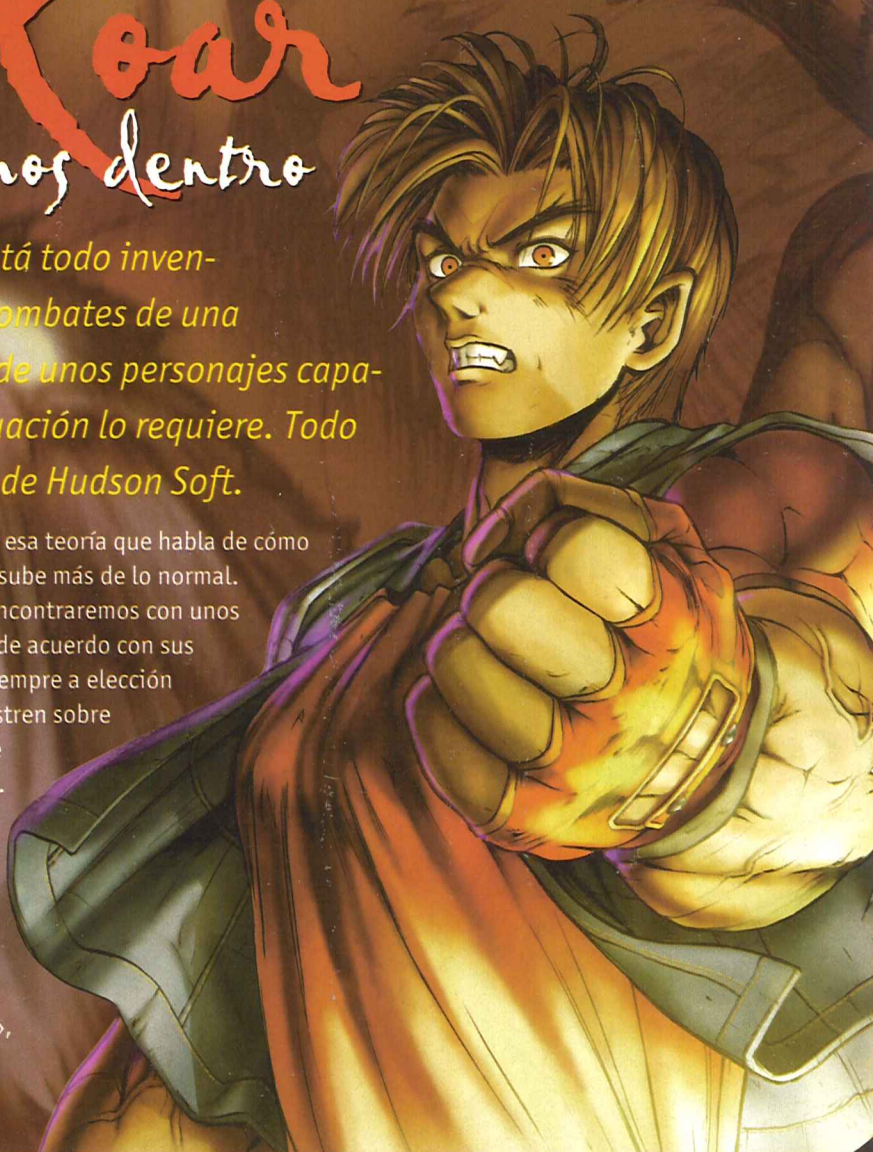 Roar
nos dentro
tá todo inven-
ombates de una
de unos personajes capa-
uación lo requiere. Todo
de Hudson Soft.
esa teoría que habla de cómo
sube más de lo normal.
ncontraremos con unos
de acuerdo con sus
empre a elección
stren sobre
e
.
»,